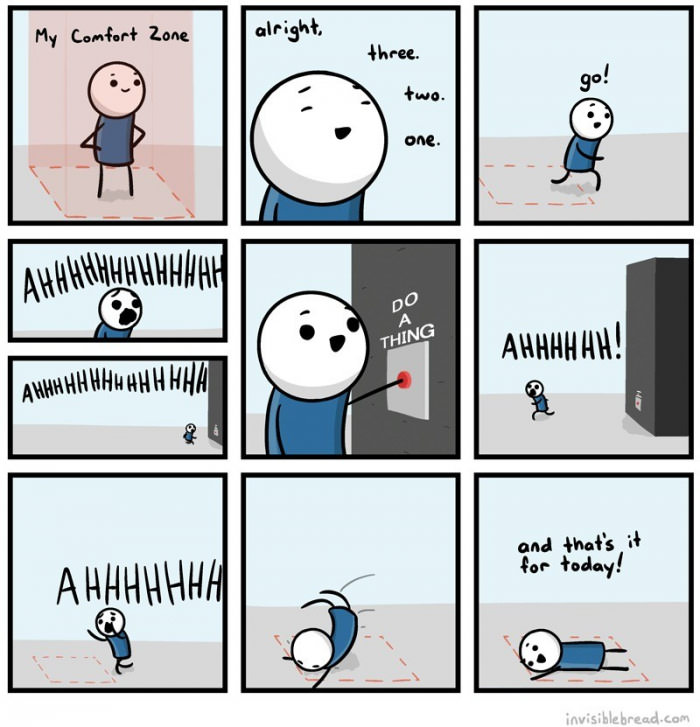 My Comfort Zone
alright,
three.
two.
one.
go!
AHHHHHHHHHHHHH
AHHHHHHHHHHHHHH
DO
A
THING
AHHHHHH!
AHHHHHHH
and that's it
for today!
invisiblebread.com